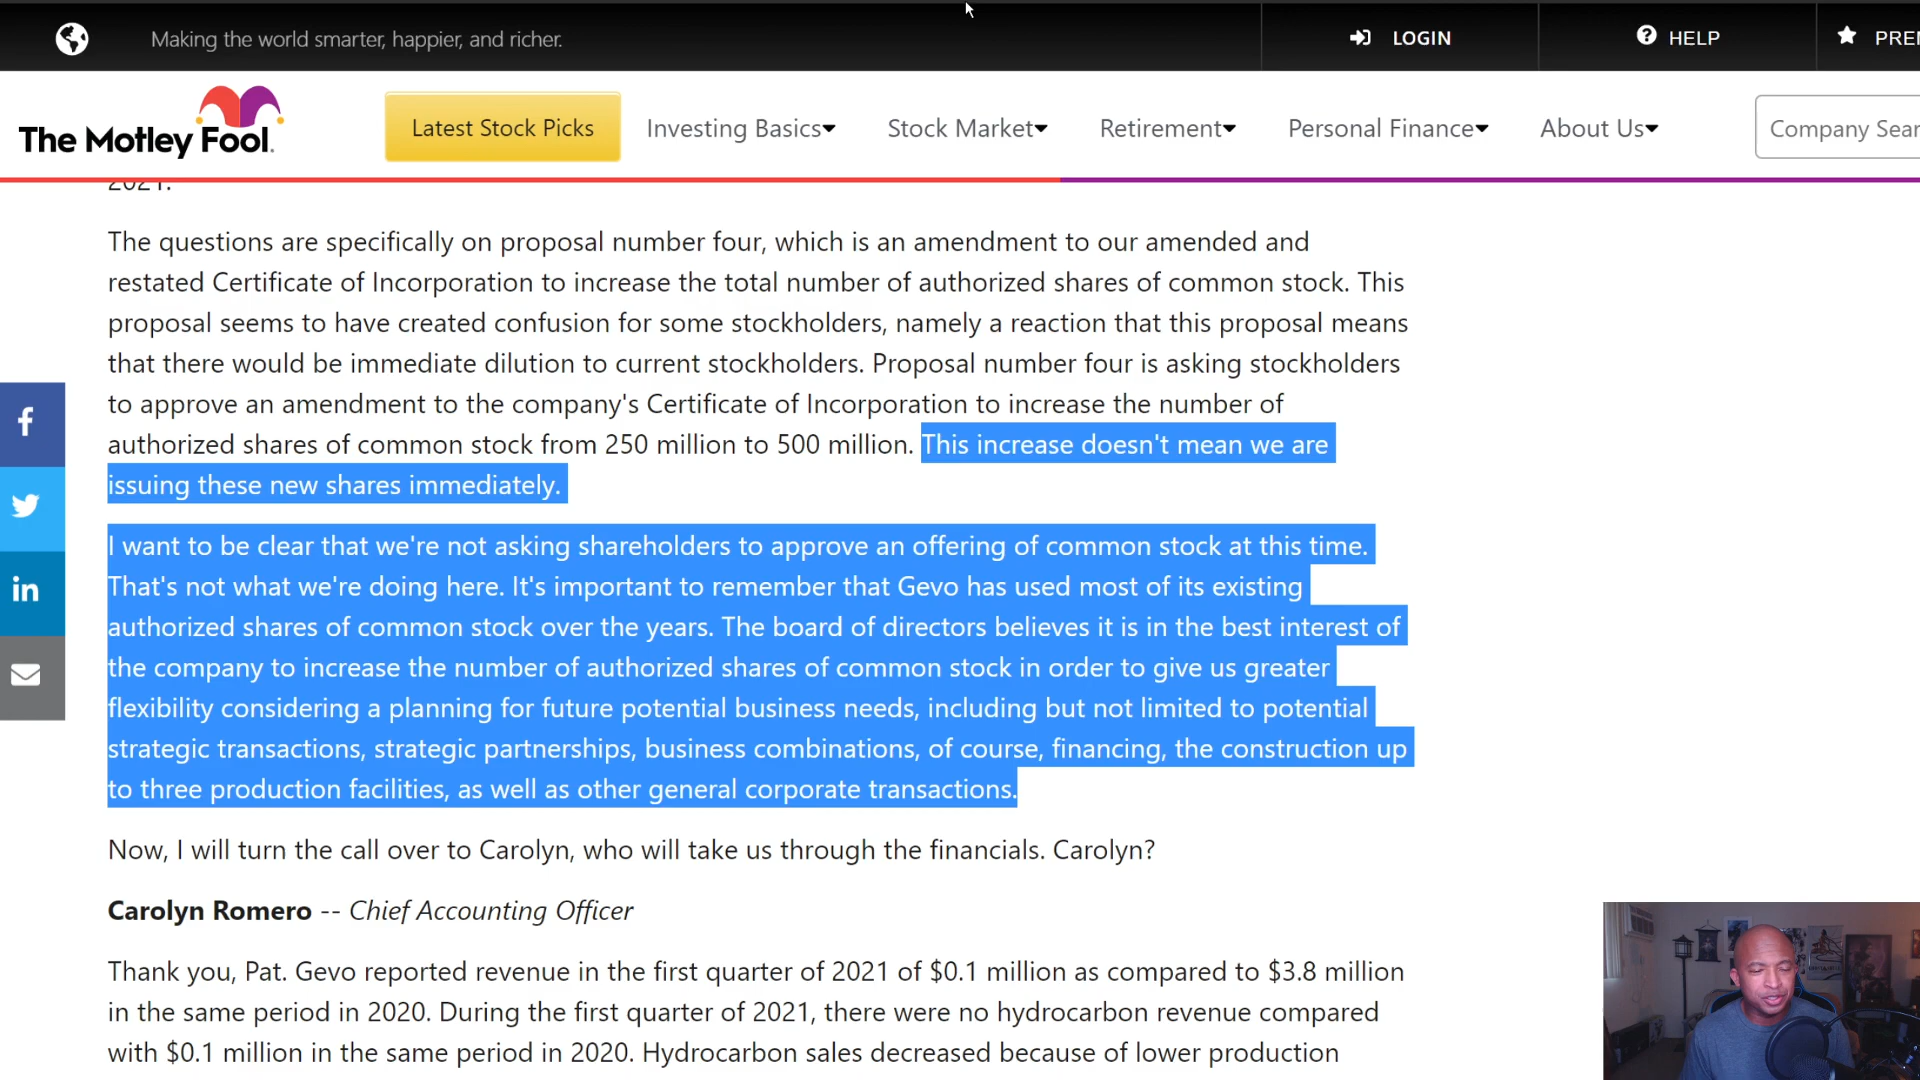 Making the world smarter, happier, and richer.
LOGIN
HELP
The Motley Fool.
Latest Stock Picks
Investing Basics
Stock Market
Retirement
Personal Finance
About Us
Company
2021.
The questions are specifically on proposal number four, which is an amendment to our amended and
restated Certificate of Incorporation to increase the total number of authorized shares of common stock. This
proposal seems to have created confusion for some stockholders, namely a reaction that this proposal means
that there would be immediate dilution to current stockholders. Proposal number four is asking stockholders
to approve an amendment to the company's Certificate of Incorporation to increase the number of
authorized shares of common stock from 250 million to 500 million. This increase doesn't mean we are
issuing these new shares immediately.
I want to be clear that we're not asking shareholders to approve an offering of common stock at this time.
That's not what we're doing here. It's important to remember that Gevo has used most of its existing
authorized shares of common stock over the years. The board of directors believes it is in the best interest of
the company to increase the number of authorized shares of common stock in order to give us greater
flexibility considering a planning for future potential business needs, including but not limited to potential
strategic transactions, strategic partnerships, business combinations, of course, financing, the construction up
to three production facilities, as well as other general corporate transactions.
Now, I will turn the call over to Carolyn, who will take us through the financials. Carolyn?
Carolyn Romero -- Chief Accounting Officer
Thank you, Pat. Gevo reported revenue in the first quarter of 2021 of $0.1 million as compared to $3.8 million
in the same period in 2020. During the first quarter of 2021, there were no hydrocarbon revenue compared
with $0.1 million in the same period in 2020. Hydrocarbon sales decreased because of lower production